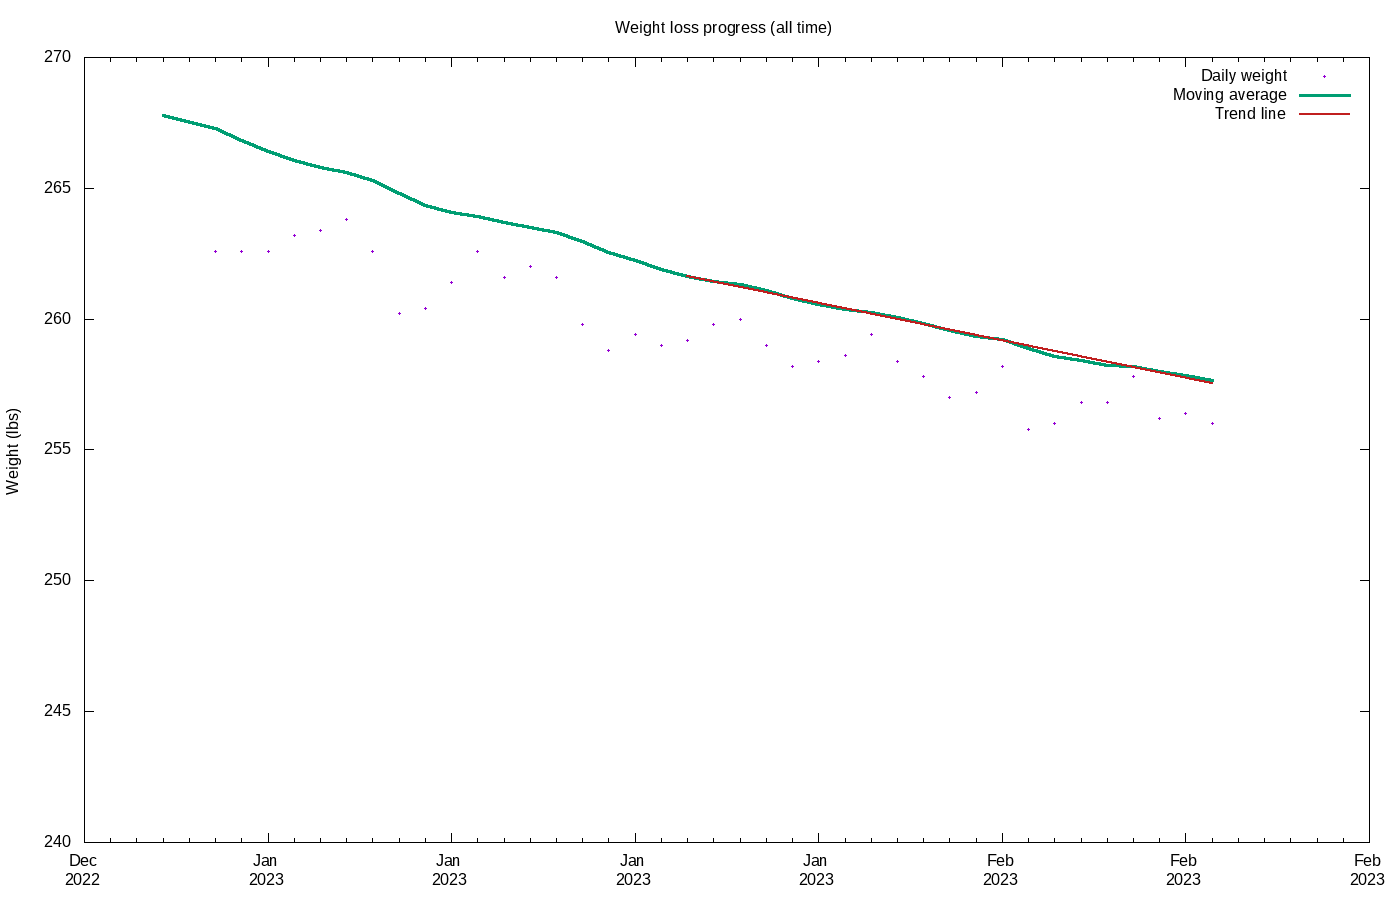 Weight loss progress (all time)
Daily weight
Moving average
Trend line
270
265
260
255
250
245
240
Weight (lbs)
Dec Jan Jan Jan Jan Feb Feb Feb
2022 2023 2023 2023 2023 2023 2023 2023